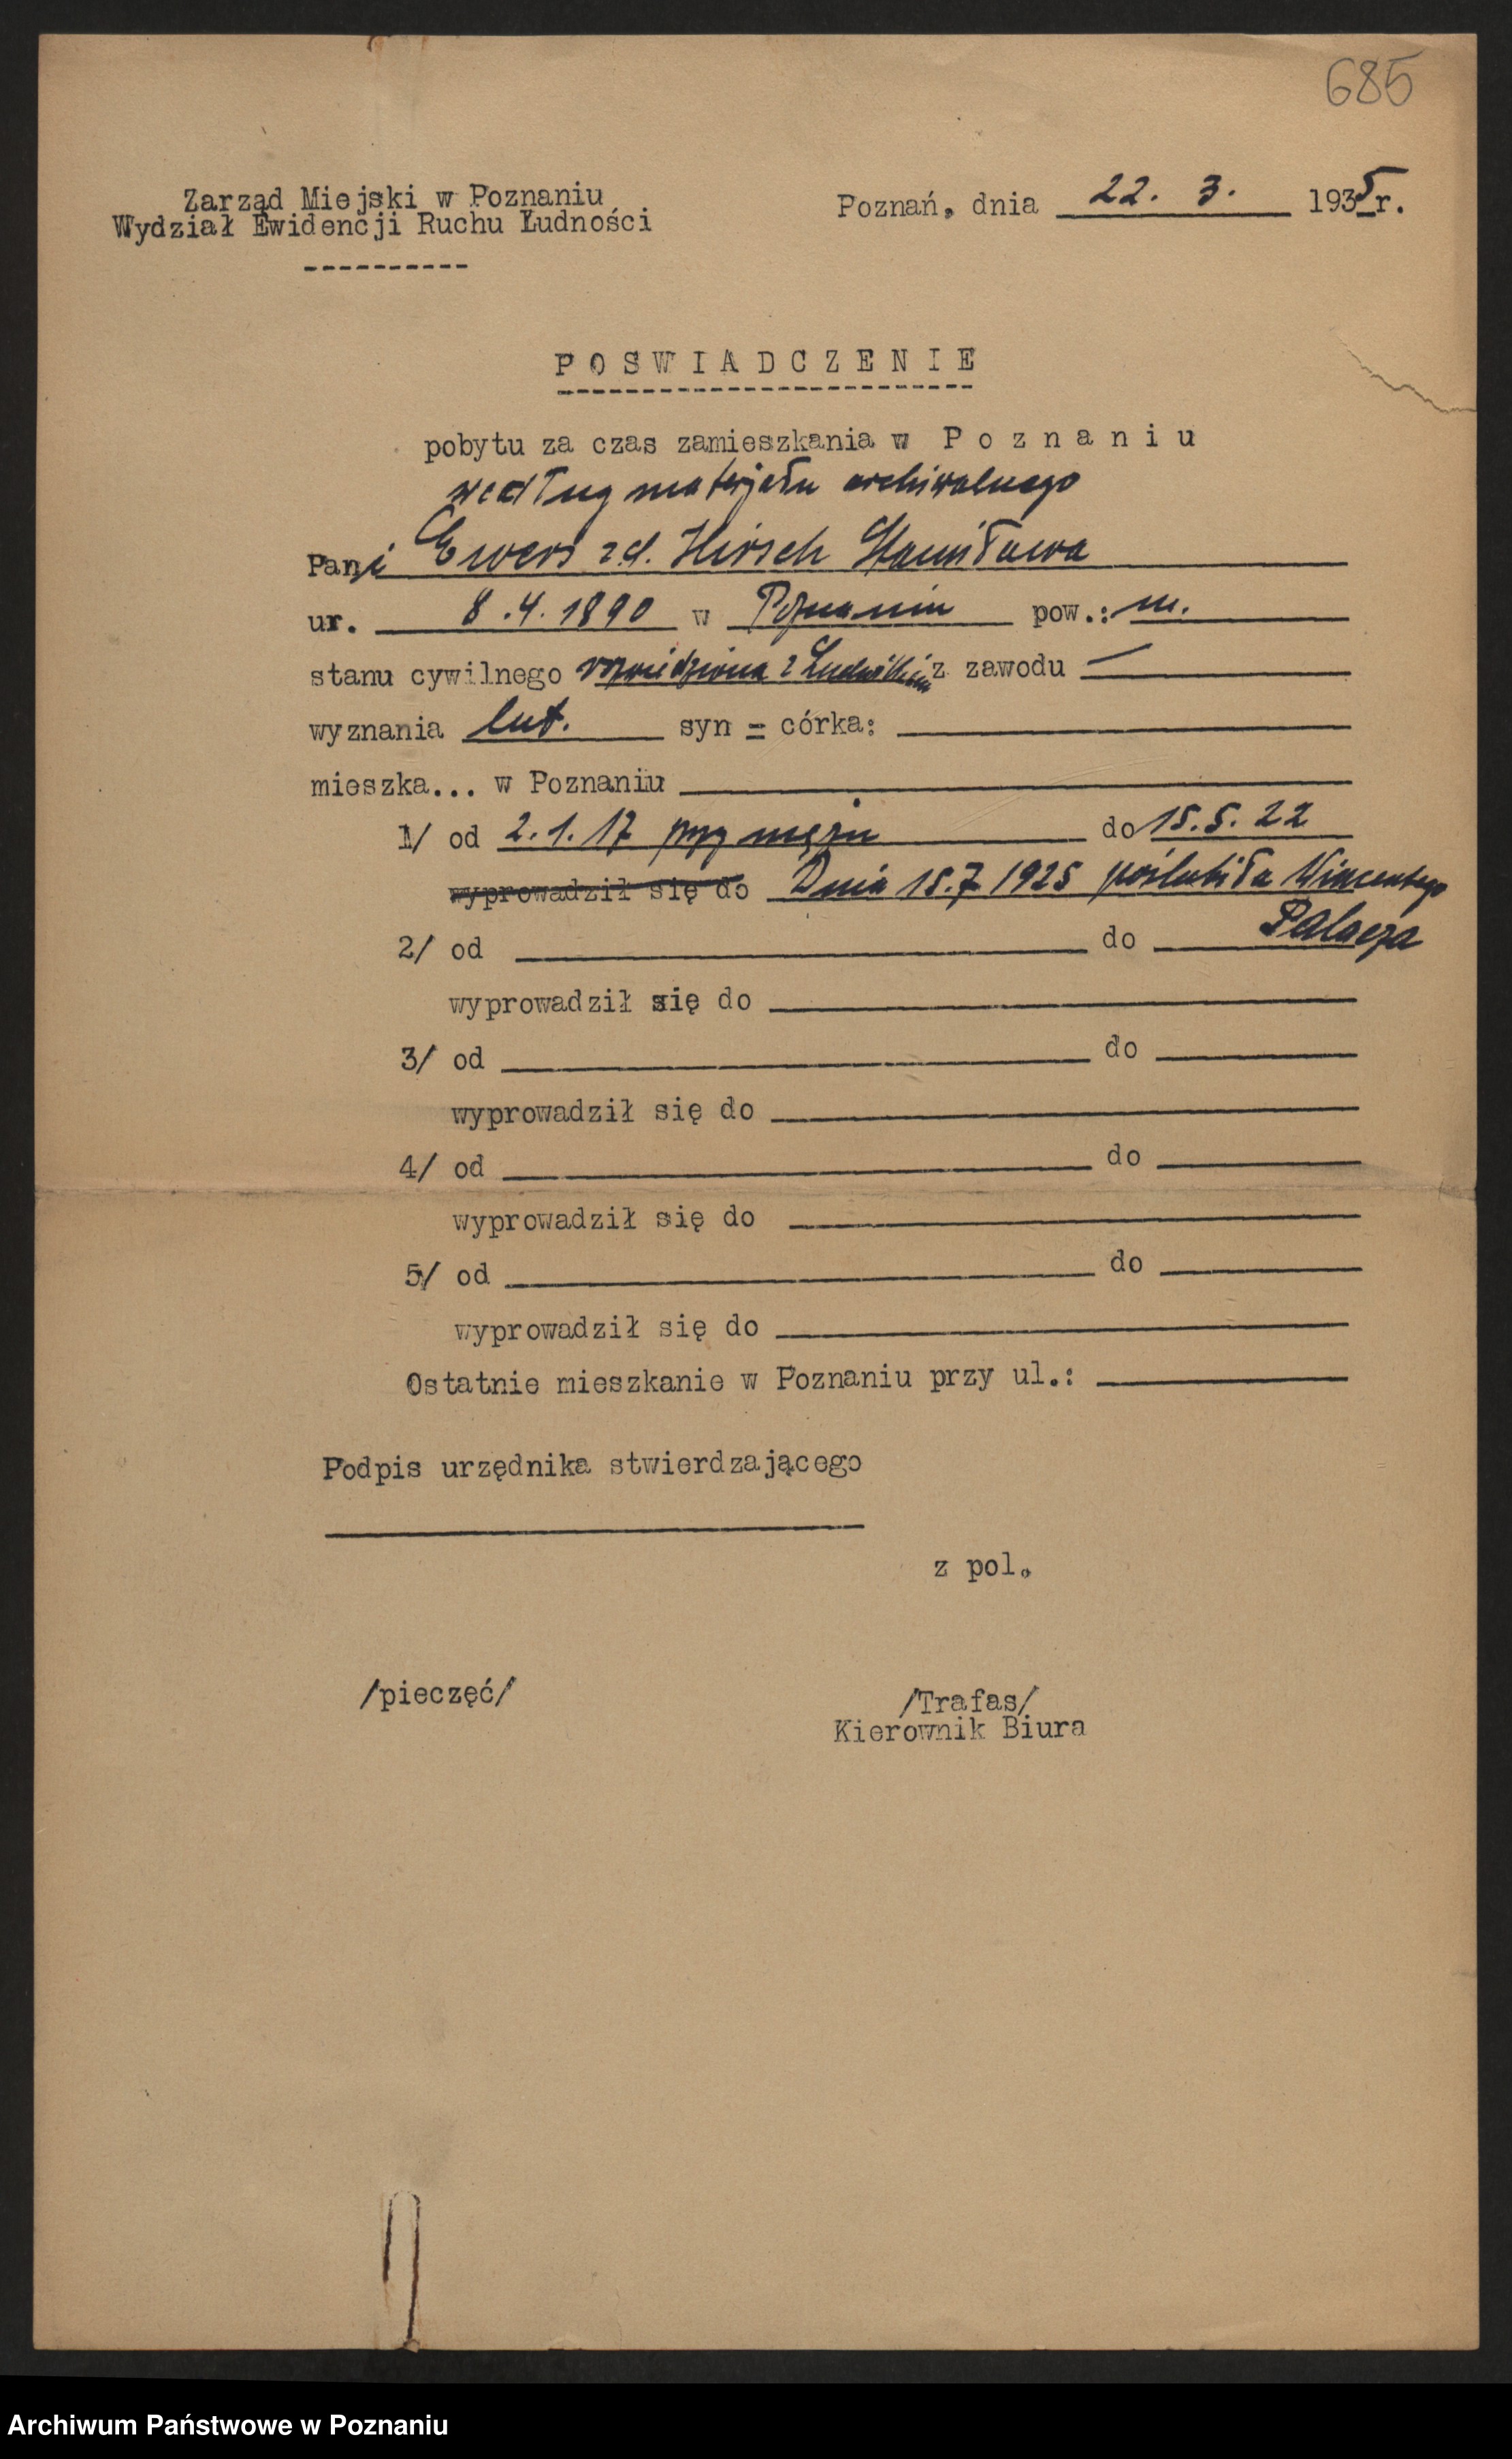 685
Zarząd Miejski w Poznaniu
Wydział Ewidencji Ruchu Ludności
----------
Poznań, dnia 22. 3. 1935 r.
POSWIADCZENIE
pobytu za czas zamieszkania w Poznaniu
według materjału archiwalnego
Pani Ewers zd. Hirsch Stanisława
ur. 8.4.1890 w Poznaniu pow.: m.
stanu cywilnego rozwiedziona z Ludwikiem z zawodu —
wyznania lut. syn = córka:
mieszka... w Poznaniu
1/ od 2.1.17 przy mężu do 15.5.22
wyprowadził się do Dnia 15.7.1925 poślubiła Wincentego
2/ od do Palacza
wyprowadził się do
3/ od do
wyprowadził się do
4/ od do
wyprowadził się do
5/ od do
wyprowadził się do
Ostatnie mieszkanie w Poznaniu przy ul.:
Podpis urzędnika stwierdzającego
z pol.
/pieczęć/
/Trafas/
Kierownik Biura
Archiwum Państwowe w Poznaniu